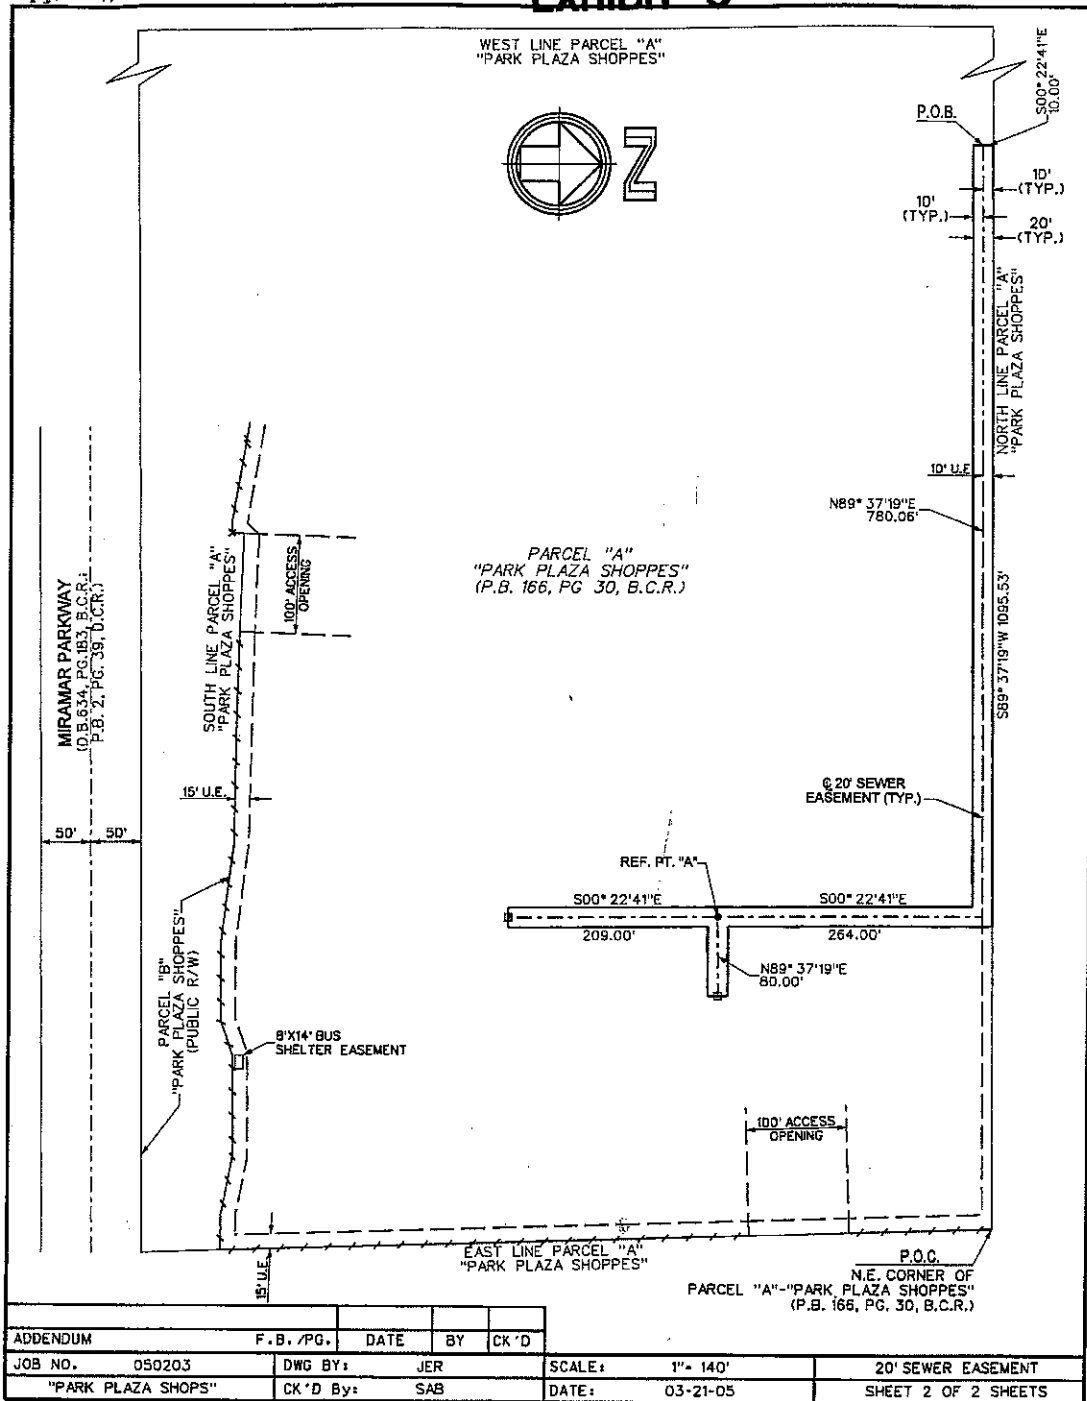 WEST LINE PARCEL "A"
"PARK PLAZA SHOPPES"
S00° 22'41"E
10.00'
P.O.B.
Z
10'
(TYP.)
10'
(TYP.)
20'
(TYP.)
NORTH LINE PARCEL "A"
"PARK PLAZA SHOPPES"
10' U.E
N89° 37'19"E
780.06'
S89° 37'19"W 1095.53'
PARCEL "A"
"PARK PLAZA SHOPPES"
(P.B. 166, PG 30, B.C.R.)
100' ACCESS
OPENING
SOUTH LINE PARCEL "A"
"PARK PLAZA SHOPPES"
MIRAMAR PARKWAY
(D.B.634, PG.183, B.C.R.;
P.B. 2, PG. 39, D.C.R.)
15' U.E.
50'
50'
℄ 20' SEWER
EASEMENT (TYP.)
REF. PT. "A"
S00° 22'41"E
S00° 22'41"E
209.00'
264.00'
N89° 37'19"E
80.00'
PARCEL "B"
"PARK PLAZA SHOPPES"
(PUBLIC R/W)
8'X14' BUS
SHELTER EASEMENT
100' ACCESS
OPENING
EAST LINE PARCEL "A"
"PARK PLAZA SHOPPES"
15' U.E
P.O.C.
N.E. CORNER OF
PARCEL "A"-"PARK PLAZA SHOPPES"
(P.B. 166, PG. 30, B.C.R.)
ADDENDUM F.B./PG. DATE BY CK'D
JOB NO. 050203 DWG BY: JER SCALE: 1"= 140' 20' SEWER EASEMENT
"PARK PLAZA SHOPS" CK'D By: SAB DATE: 03-21-05 SHEET 2 OF 2 SHEETS